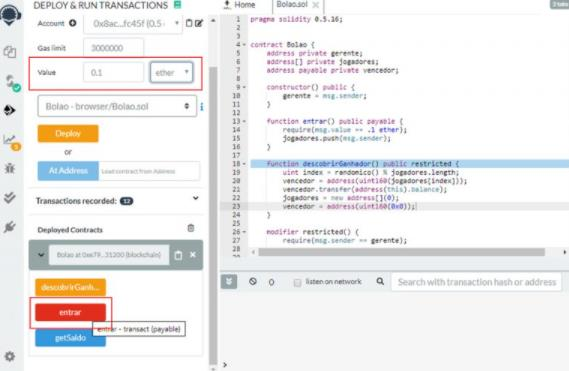 DEPLOY & RUN TRANSACTIONS
Account
0x8ac...fc45f (0.5
Gas limit
3000000
Value
0.1
ether
Bolao - browser/Bolao.sol
Deploy
or
At Address
Load contract from Address
Transactions recorded: 12
Deployed Contracts
Bolao at 0xe79...31200 (blockchain)
descobrirGanh...
entrar
entrar - transact (payable)
getSaldo
5
Home
Bolao.sol
2 tabs
1 pragma solidity 0.5.16;
2
3
4 contract Bolao {
5 address private gerente;
6 address[] private jogadores;
7 address payable private vencedor;
8
9 constructor() public {
10 gerente = msg.sender;
11 }
12
13 function entrar() public payable {
14 require(msg.value == .1 ether);
15 jogadores.push(msg.sender);
16 }
17
18 function descobrirGanhador() public restricted {
19 uint index = randomico() % jogadores.length;
20 vencedor = address(uint160(jogadores[index]));
21 vencedor.transfer(address(this).balance);
22 jogadores = new address[](0);
23 vencedor = address(uint160(0x0));
24 }
25
26 modifier restricted() {
27 require(msg.sender == gerente);
28
0
listen on network
Search with transaction hash or address
>